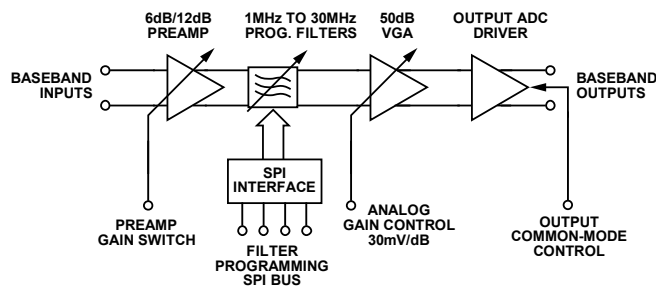 6dB/12dB
PREAMP
1MHz TO 30MHz
PROG. FILTERS
50dB
VGA
OUTPUT ADC
DRIVER
BASEBAND
INPUTS
BASEBAND
OUTPUTS
SPI
INTERFACE
PREAMP
GAIN SWITCH
FILTER
PROGRAMMING
SPI BUS
ANALOG
GAIN CONTROL
30mV/dB
OUTPUT
COMMON-MODE
CONTROL